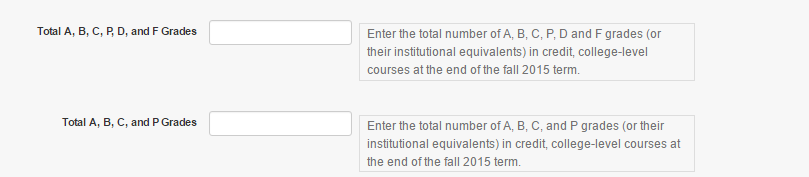 Total A, B, C, P, D, and F Grades
Enter the total number of A, B, C, P, D and F grades (or
their institutional equivalents) in credit, college-level
courses at the end of the fall 2015 term.
Total A, B, C, and P Grades
Enter the total number of A, B, C, and P grades (or their
institutional equivalents) in credit, college-level courses at
the end of the fall 2015 term.